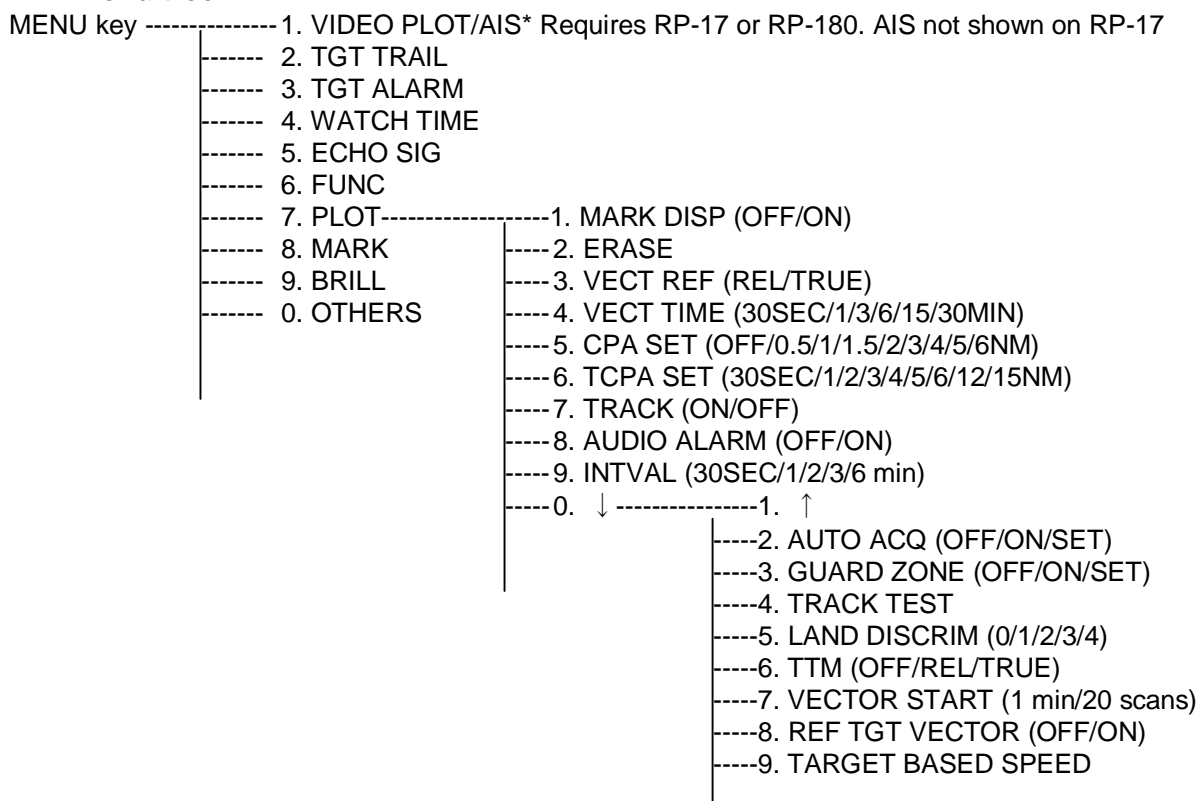 MENU key ---------------1. VIDEO PLOT/AIS* Requires RP-17 or RP-180. AIS not shown on RP-17
------- 2. TGT TRAIL
------- 3. TGT ALARM
------- 4. WATCH TIME
------- 5. ECHO SIG
------- 6. FUNC
------- 7. PLOT-------------------1. MARK DISP (OFF/ON)
------- 8. MARK -----2. ERASE
------- 9. BRILL -----3. VECT REF (REL/TRUE)
------- 0. OTHERS -----4. VECT TIME (30SEC/1/3/6/15/30MIN)
-----5. CPA SET (OFF/0.5/1/1.5/2/3/4/5/6NM)
-----6. TCPA SET (30SEC/1/2/3/4/5/6/12/15NM)
-----7. TRACK (ON/OFF)
-----8. AUDIO ALARM (OFF/ON)
-----9. INTVAL (30SEC/1/2/3/6 min)
-----0. ↓ ----------------1. ↑
-----2. AUTO ACQ (OFF/ON/SET)
-----3. GUARD ZONE (OFF/ON/SET)
-----4. TRACK TEST
-----5. LAND DISCRIM (0/1/2/3/4)
-----6. TTM (OFF/REL/TRUE)
-----7. VECTOR START (1 min/20 scans)
-----8. REF TGT VECTOR (OFF/ON)
-----9. TARGET BASED SPEED